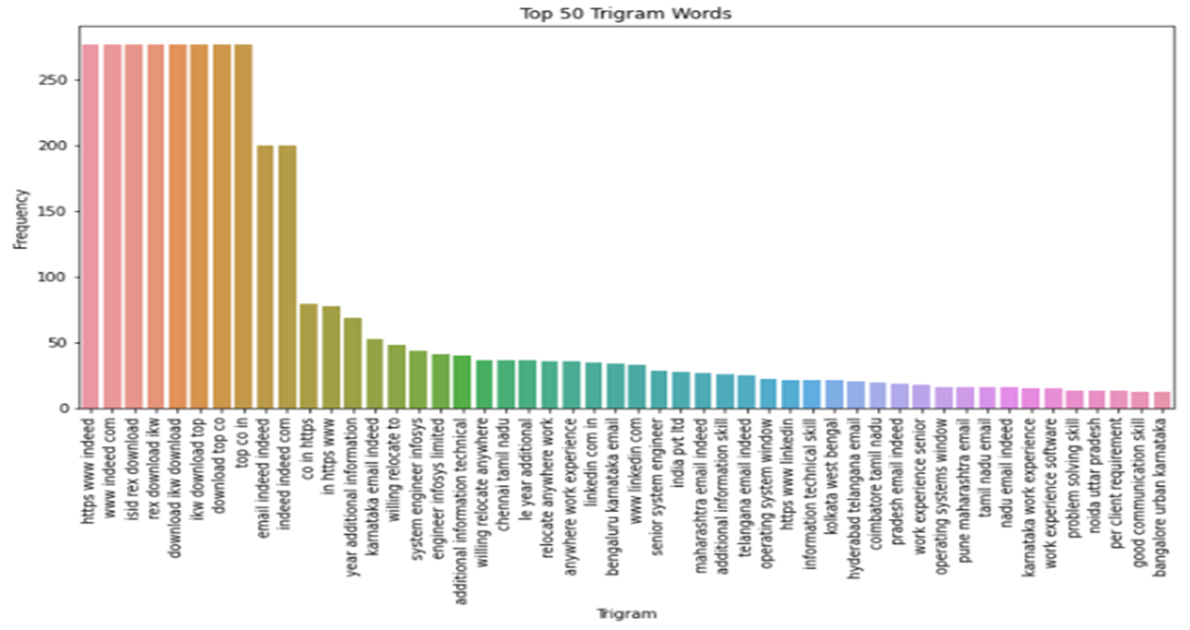 Top 50 Trigram Words
Frequency
250
200
150
100
50
0
https www indeed
www indeed com
isid rex download
rex download ikw
download ikw download
ikw download top
download top co
top co in
email indeed indeed
indeed indeed com
co in https
in https www
year additional information
karnataka email indeed
willing relocate to
system engineer infosys
engineer infosys limited
additional information technical
willing relocate anywhere
chennai tamil nadu
le year additional
relocate anywhere work
anywhere work experience
linkedin com in
bengaluru karnataka email
www linkedin com
senior system engineer
india pvt ltd
maharashtra email indeed
additional information skill
telangana email indeed
operating system window
https www linkedin
information technical skill
kolkata west bengal
hyderabad telangana email
coimbatore tamil nadu
pradesh email indeed
work experience senior
operating systems window
pune maharashtra email
tamil nadu email
nadu email indeed
karnataka work experience
work experience software
problem solving skill
noida uttar pradesh
per client requirement
good communication skill
bangalore urban karnataka
Trigram